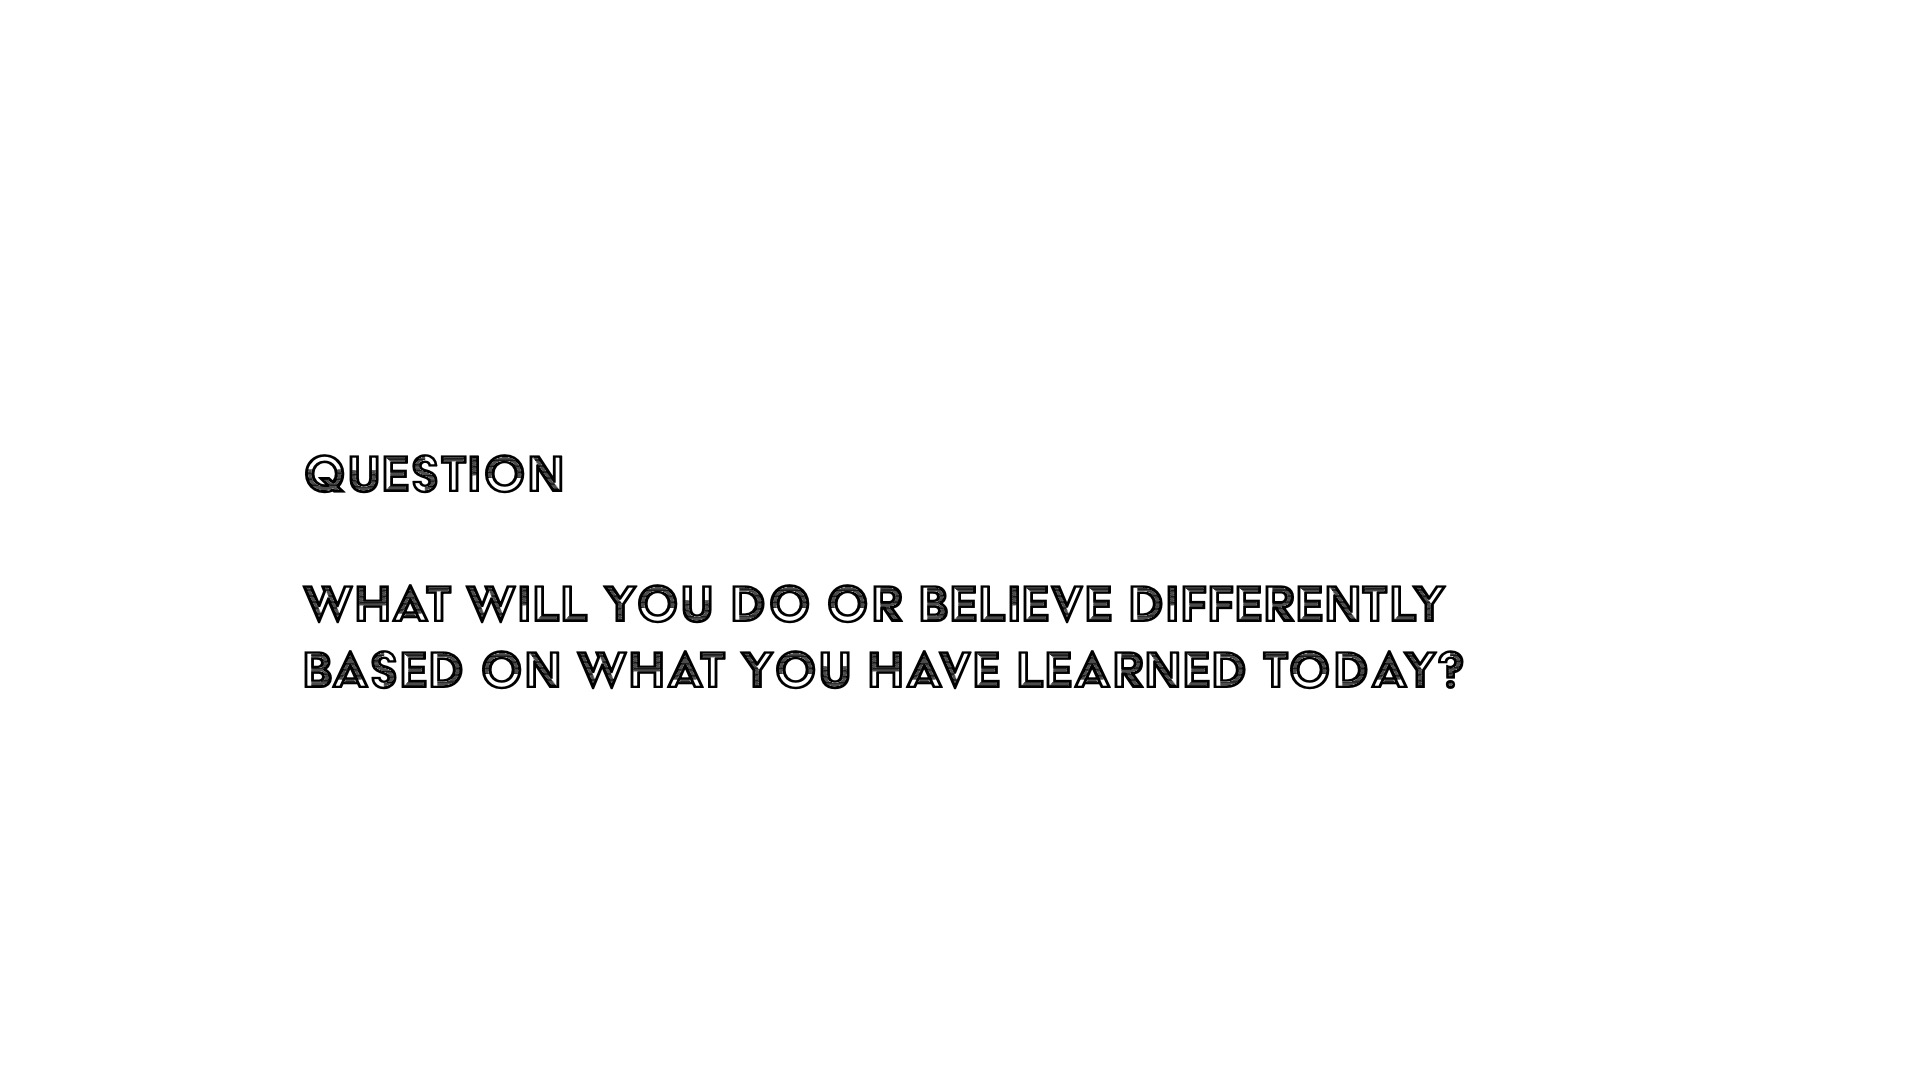 QUESTION
WHAT WILL YOU DO OR BELIEVE DIFFERENTLY
BASED ON WHAT YOU HAVE LEARNED TODAY?